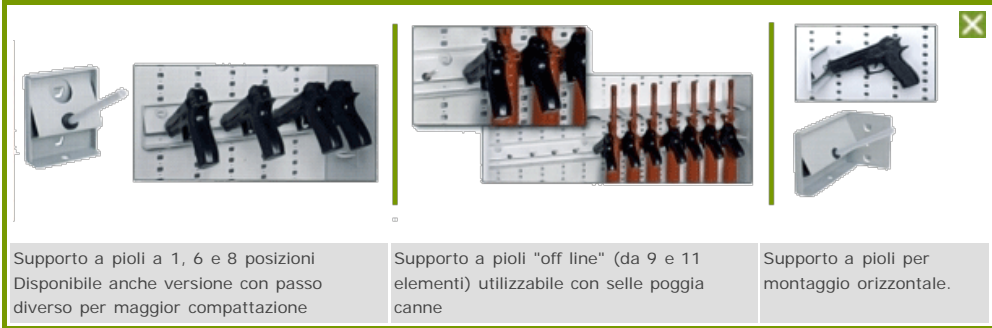 Supporto a pioli a 1, 6 e 8 posizioni
Disponibile anche versione con passo
diverso per maggior compattazione
Supporto a pioli "off line" (da 9 e 11
elementi) utilizzabile con selle poggia
canne
Supporto a pioli per
montaggio orizzontale.